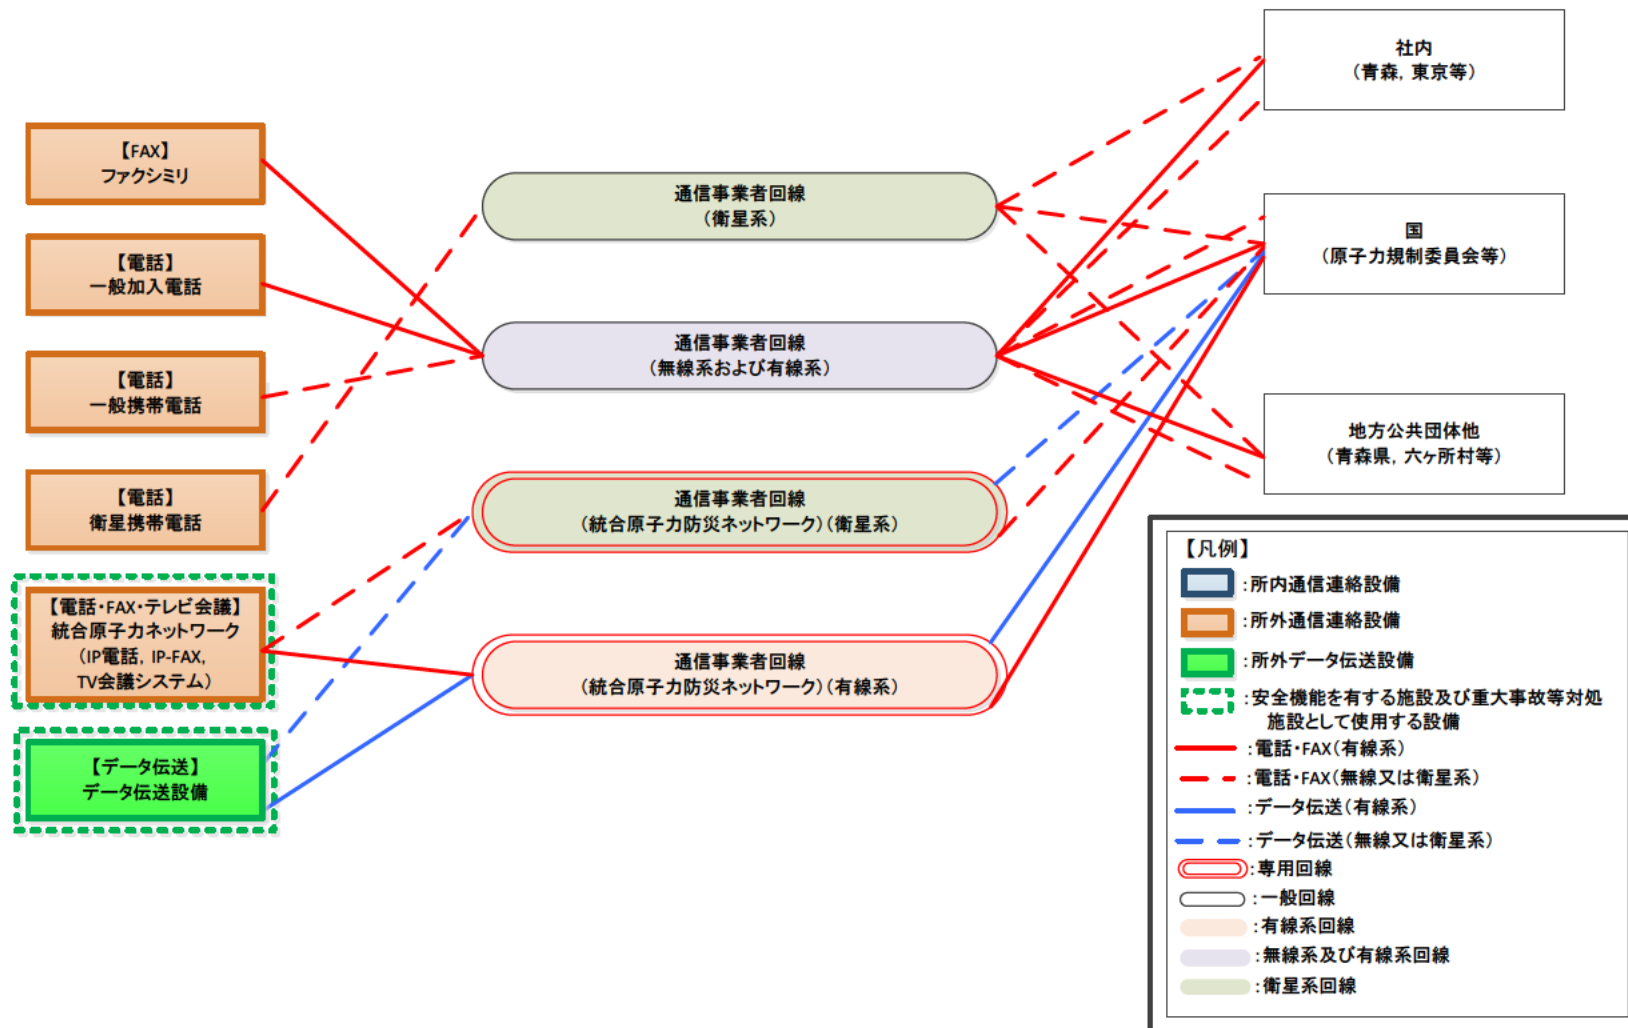 【FAX】
ファクシミリ
【電話】
一般加入電話
【電話】
一般携帯電話
【電話】
衛星携帯電話
【電話・FAX・テレビ会議】
統合原子力ネットワーク
（IP電話, IP-FAX,
TV会議システム）
【データ伝送】
データ伝送設備
通信事業者回線
（衛星系）
通信事業者回線
（無線系および有線系）
通信事業者回線
（統合原子力防災ネットワーク）（衛星系）
通信事業者回線
（統合原子力防災ネットワーク）（有線系）
社内
（青森, 東京等）
国
（原子力規制委員会等）
地方公共団体他
（青森県, 六ヶ所村等）
【凡例】
：所内通信連絡設備
：所外通信連絡設備
：所外データ伝送設備
：安全機能を有する施設及び重大事故等対処
施設として使用する設備
：電話・FAX（有線系）
：電話・FAX（無線又は衛星系）
：データ伝送（有線系）
：データ伝送（無線又は衛星系）
：専用回線
：一般回線
：有線系回線
：無線系及び有線系回線
：衛星系回線